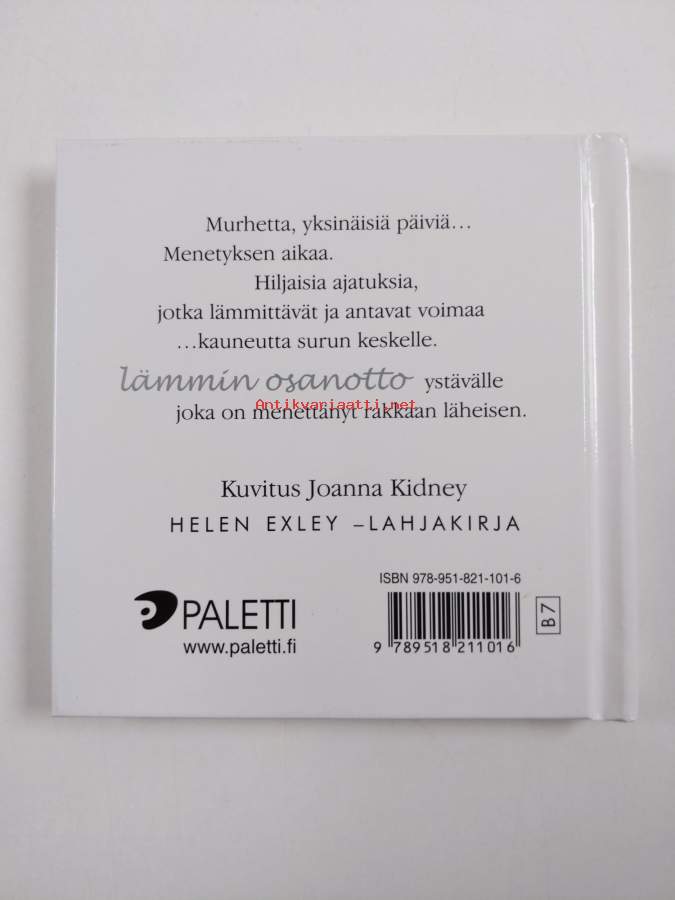 Murhetta, yksinäisiä päiviä…
Menetyksen aikaa.
Hiljaisia ajatuksia,
jotka lämmittävät ja antavat voimaa
…kauneutta surun keskelle.
lämmin osanotto ystävälle
Antikvariaatti.net
joka on menettänyt rakkaan läheisen.
Kuvitus Joanna Kidney
HELEN EXLEY –LAHJAKIRJA
ISBN 978-951-821-101-6
PALETTI
www.paletti.fi
9 789518 211016
B 7